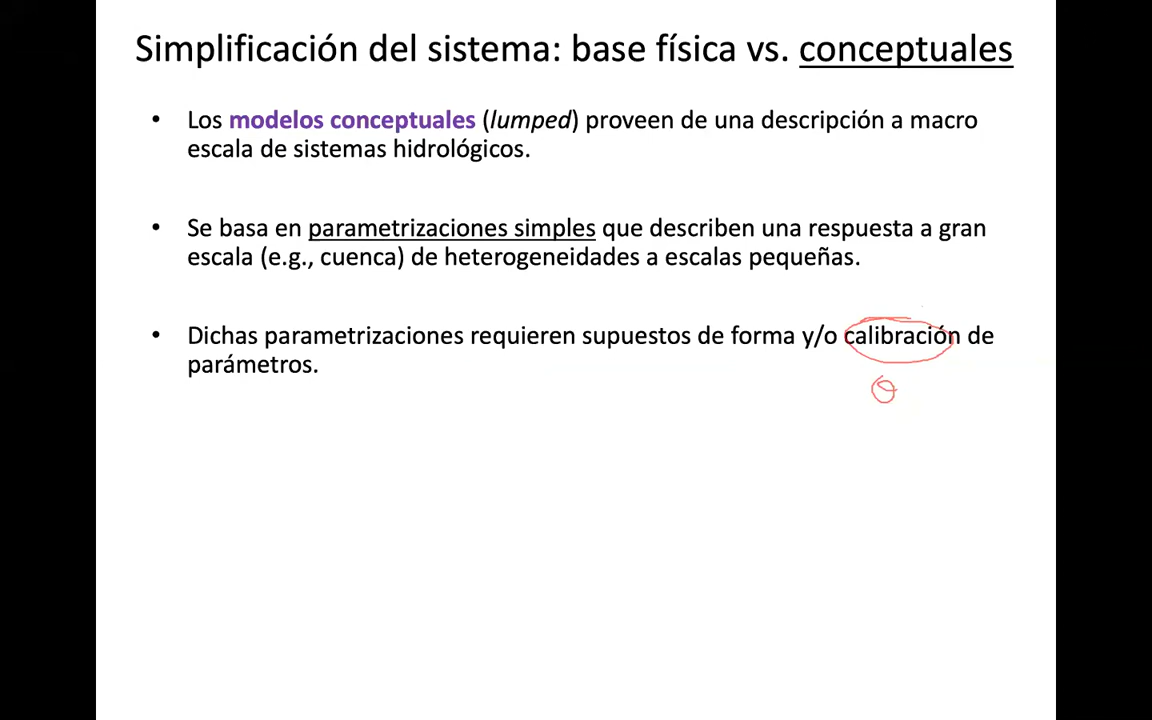 Simplificación del sistema: base física vs. conceptuales
• Los modelos conceptuales (lumped) proveen de una descripción a macro
escala de sistemas hidrológicos.
• Se basa en parametrizaciones simples que describen una respuesta a gran
escala (e.g., cuenca) de heterogeneidades a escalas pequeñas.
• Dichas parametrizaciones requieren supuestos de forma y/o calibración de
parámetros.